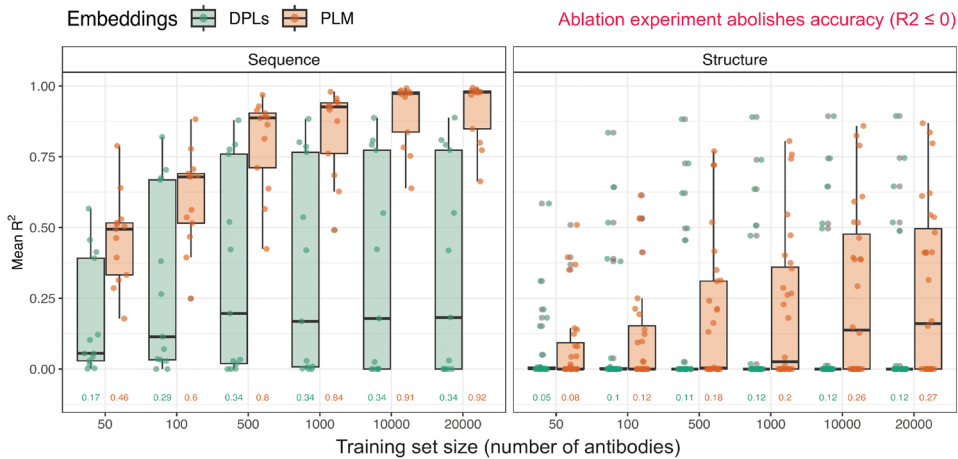 Embeddings DPLs PLM
Ablation experiment abolishes accuracy (R2 ≤ 0)
Sequence Structure
1.00
0.75
0.50
0.25
0.00
Mean R²
0.17 0.46 0.29 0.6 0.34 0.8 0.34 0.84 0.34 0.91 0.34 0.92
0.05 0.08 0.1 0.12 0.11 0.18 0.12 0.2 0.12 0.26 0.12 0.27
50 100 500 1000 10000 20000
50 100 500 1000 10000 20000
Training set size (number of antibodies)